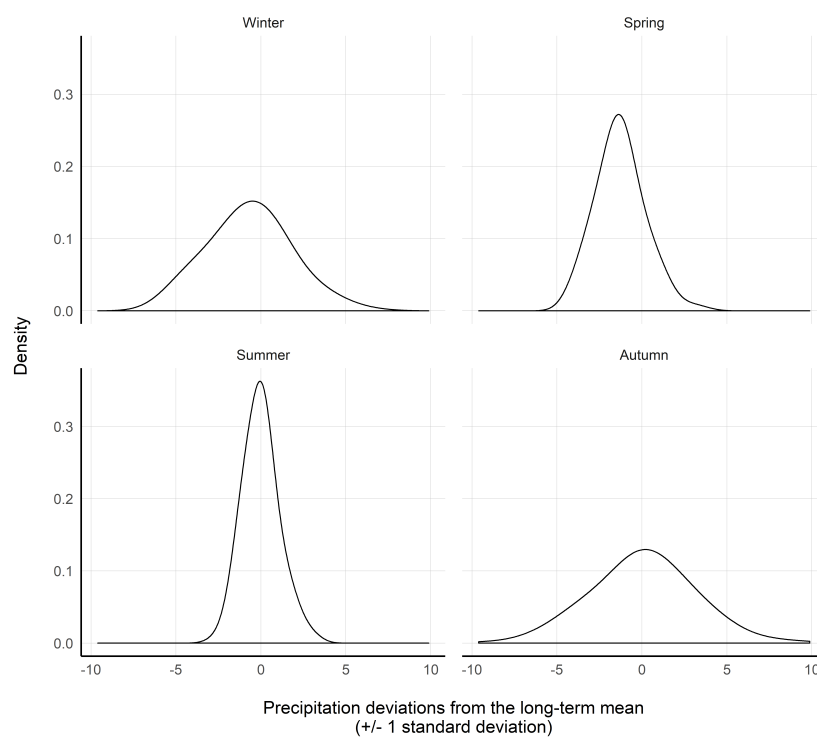 Winter
Spring
0.3
0.2
0.1
0.0
Density
Summer
Autumn
0.3
0.2
0.1
0.0
-10 -5 0 5 10 -10 -5 0 5 10
Precipitation deviations from the long-term mean
(+/- 1 standard deviation)